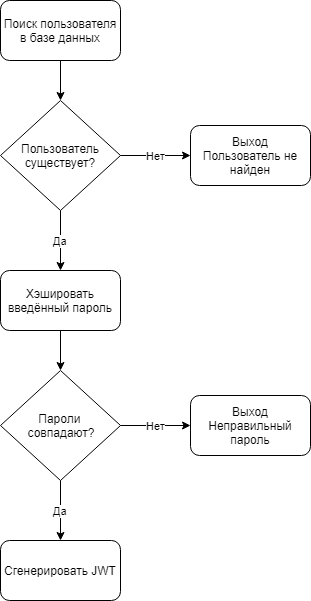 Поиск пользователя
в базе данных
Пользователь
существует?
Нет
Выход
Пользователь не
найден
Да
Хэшировать
введённый пароль
Пароли
совпадают?
Нет
Выход
Неправильный
пароль
Да
Сгенерировать JWT